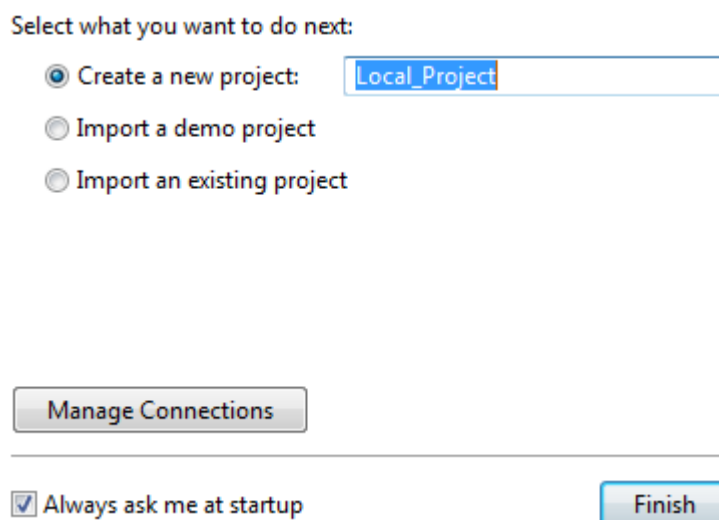 Select what you want to do next:
Create a new project: Local_Project
Import a demo project
Import an existing project
Manage Connections
Always ask me at startup Finish